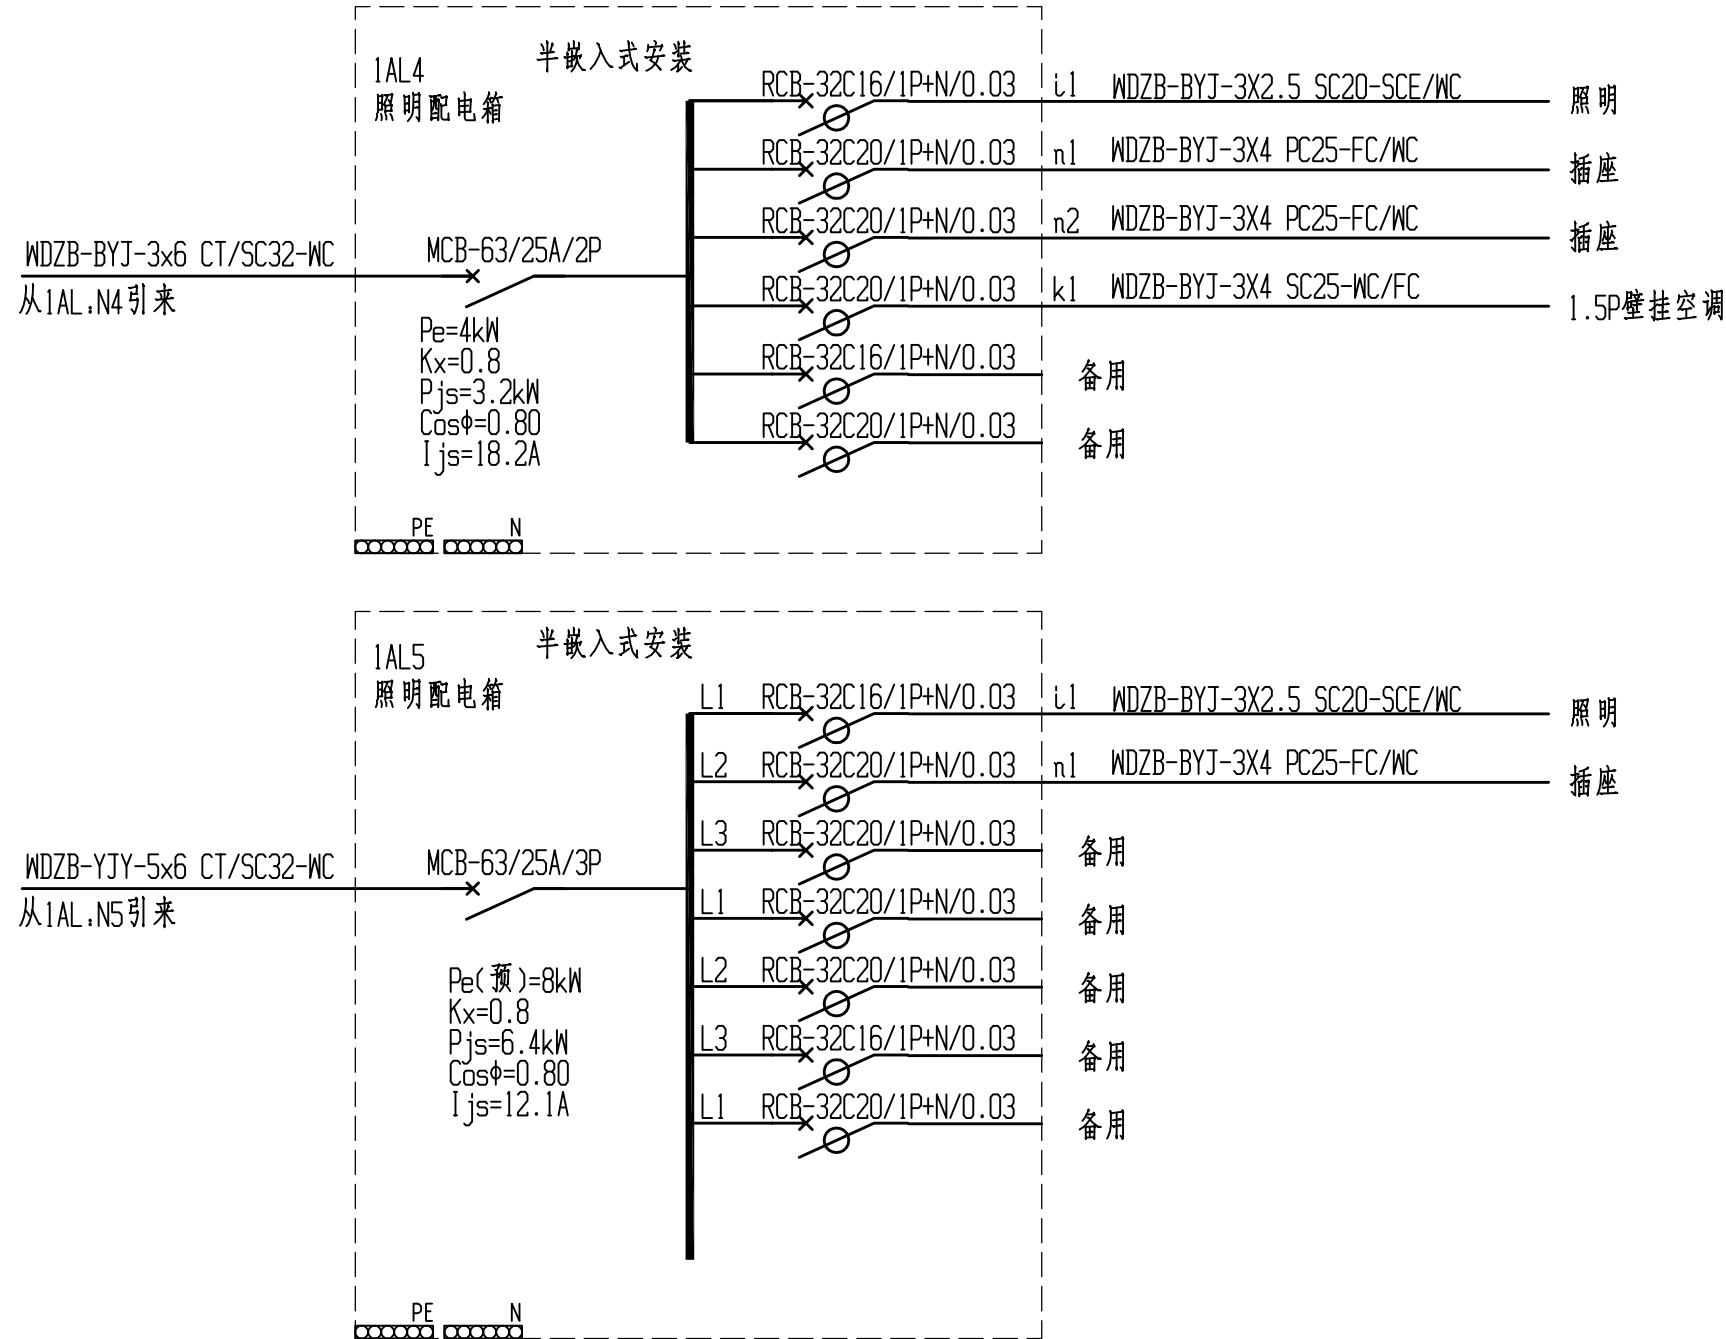 半嵌入式安装
1AL4
照明配电箱
RCB-32C16/1P+N/0.03 i1 WDZB-BYJ-3X2.5 SC20-SCE/WC 照明
RCB-32C20/1P+N/0.03 n1 WDZB-BYJ-3X4 PC25-FC/WC 插座
RCB-32C20/1P+N/0.03 n2 WDZB-BYJ-3X4 PC25-FC/WC 插座
WDZB-BYJ-3x6 CT/SC32-WC MCB-63/25A/2P
从1AL:N4引来
RCB-32C20/1P+N/0.03 k1 WDZB-BYJ-3X4 SC25-WC/FC 1.5P壁挂空调
Pe=4kW
Kx=0.8
Pjs=3.2kW
Cosϕ=0.80
Ijs=18.2A
RCB-32C16/1P+N/0.03 备用
RCB-32C20/1P+N/0.03 备用
PE N
半嵌入式安装
1AL5
照明配电箱
L1 RCB-32C16/1P+N/0.03 i1 WDZB-BYJ-3X2.5 SC20-SCE/WC 照明
L2 RCB-32C20/1P+N/0.03 n1 WDZB-BYJ-3X4 PC25-FC/WC 插座
L3 RCB-32C20/1P+N/0.03 备用
WDZB-YJY-5x6 CT/SC32-WC MCB-63/25A/3P
从1AL:N5引来
L1 RCB-32C20/1P+N/0.03 备用
L2 RCB-32C20/1P+N/0.03 备用
Pe(预)=8kW
Kx=0.8
Pjs=6.4kW
Cosϕ=0.80
Ijs=12.1A
L3 RCB-32C16/1P+N/0.03 备用
L1 RCB-32C20/1P+N/0.03 备用
PE N